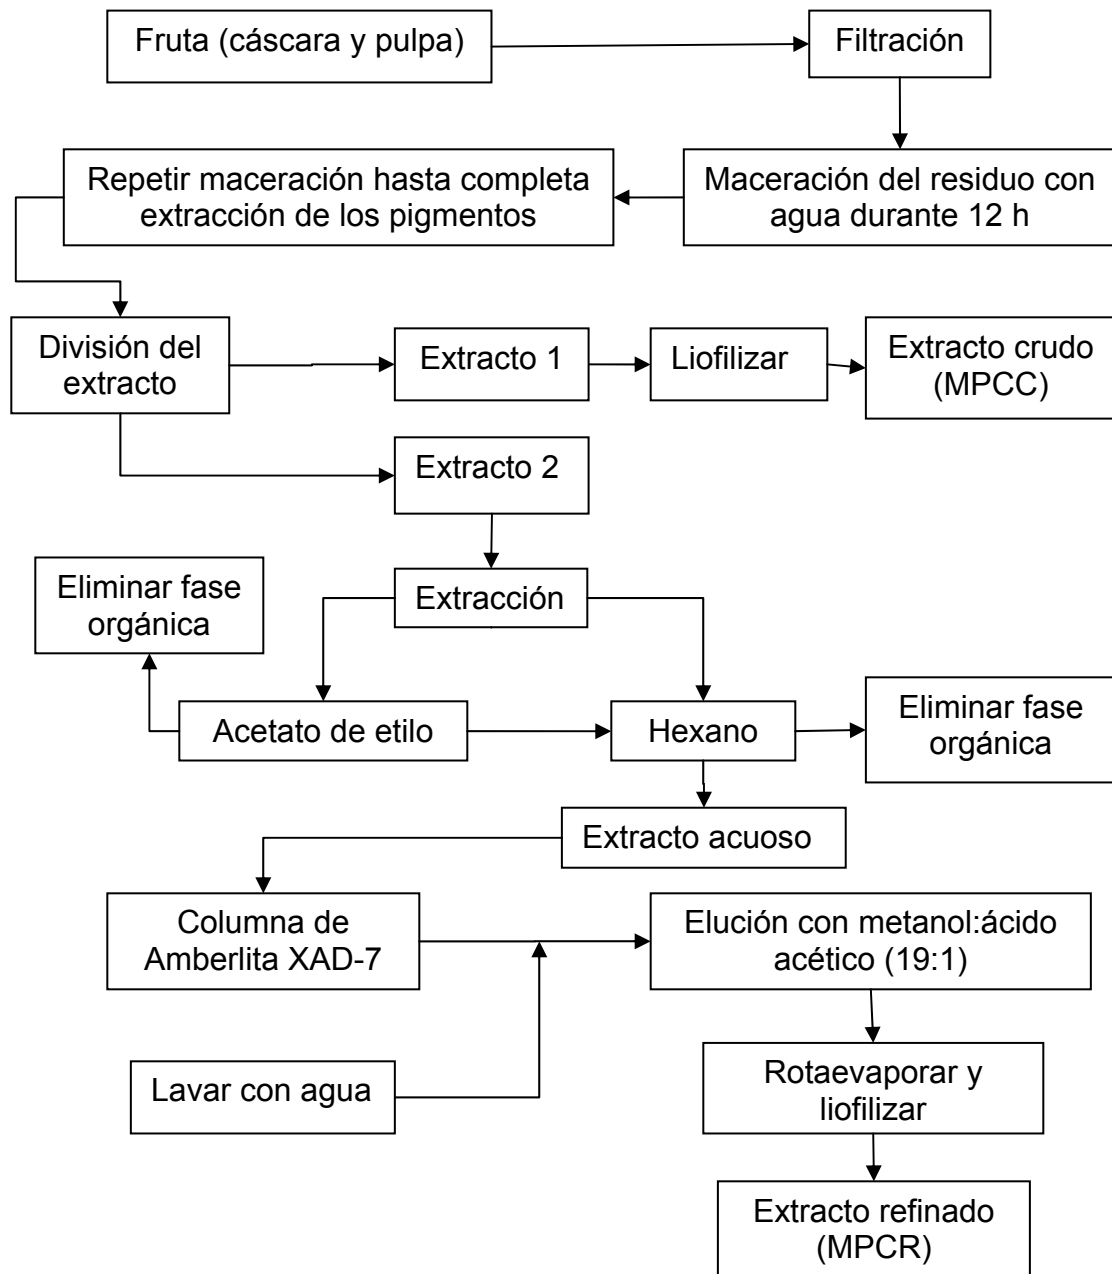 Fruta (cáscara y pulpa)
Filtración
Repetir maceración hasta completa
extracción de los pigmentos
Maceración del residuo con
agua durante 12 h
División del
extracto
Extracto 1
Liofilizar
Extracto crudo
(MPCC)
Extracto 2
Eliminar fase
orgánica
Extracción
Acetato de etilo
Hexano
Eliminar fase
orgánica
Extracto acuoso
Columna de
Amberlita XAD-7
Elución con metanol:ácido
acético (19:1)
Lavar con agua
Rotaevaporar y
liofilizar
Extracto refinado
(MPCR)